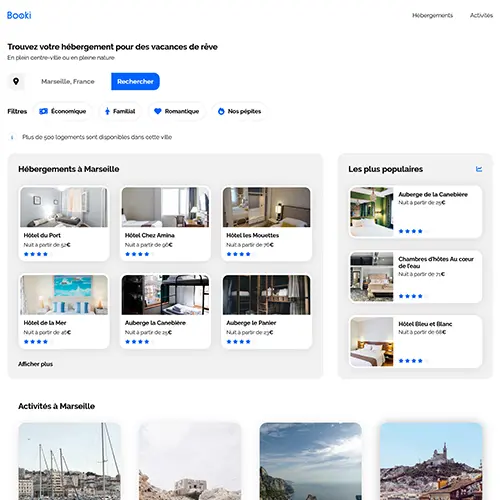 Booki
Hébergements
Activités
Trouvez votre hébergement pour des vacances de rêve
En plein centre-ville ou en pleine nature
Marseille, France
Rechercher
Filtres
Économique
Familial
Romantique
Nos pépites
Plus de 500 logements sont disponibles dans cette ville
Hébergements à Marseille
Hôtel du Port
Nuit à partir de 52€
Hôtel Chez Amina
Nuit à partir de 96€
Hôtel les Mouettes
Nuit à partir de 76€
Hôtel de la Mer
Nuit à partir de 46€
Auberge la Canebière
Nuit à partir de 25€
Auberge le Panier
Nuit à partir de 23€
Afficher plus
Les plus populaires
Auberge de la Canebière
Nuit à partir de 25€
Chambres d'hôtes Au cœur
de l'eau
Nuit à partir de 71€
Hôtel Bleu et Blanc
Nuit à partir de 68€
Activités à Marseille